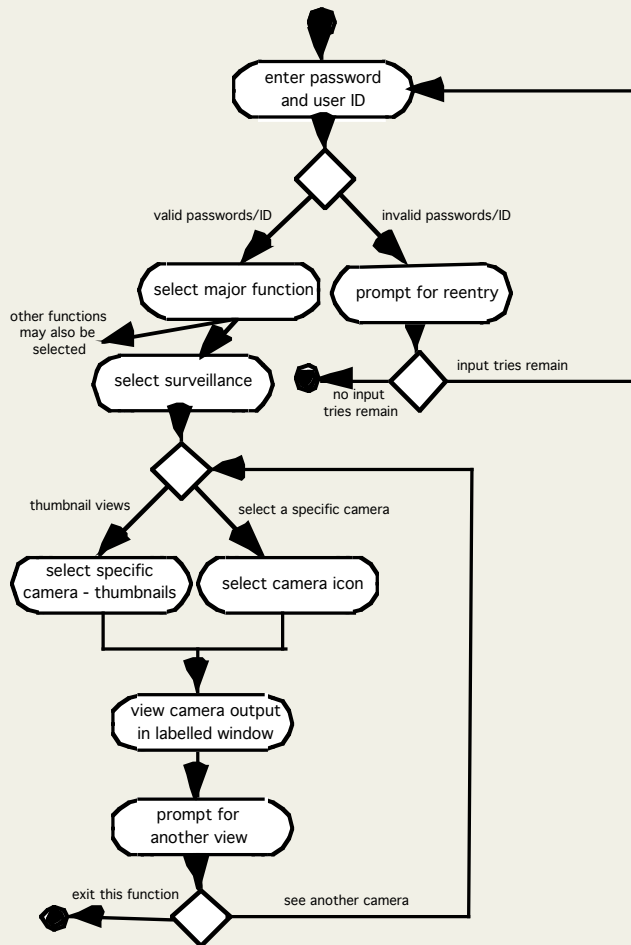 enter password
and user ID
valid passwords/ID
invalid passwords/ID
select major function
prompt for reentry
other functions
may also be
selected
input tries remain
no input
tries remain
select surveillance
thumbnail views
select a specific camera
select specific
camera - thumbnails
select camera icon
view camera output
in labelled window
prompt for
another view
exit this function
see another camera